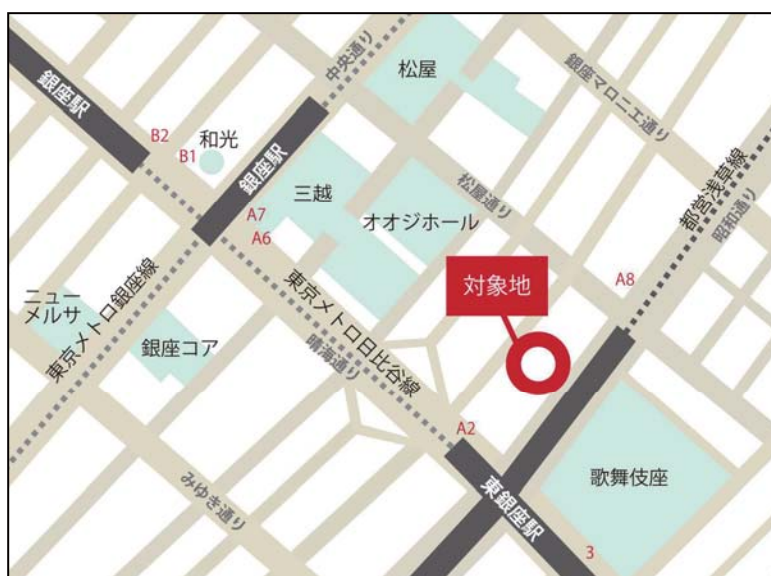 中央通り
松屋
銀座マロニエ通り
銀座駅
B2
和光
B1
銀座駅
都営浅草線
昭和通り
三越
松屋通り
A7
オオジホール
A6
A8
対象地
ニュー
メルサ
東京メトロ銀座線
銀座コア
東京メトロ日比谷線
晴海通り
A2
歌舞伎座
東銀座駅
みゆき通り
3